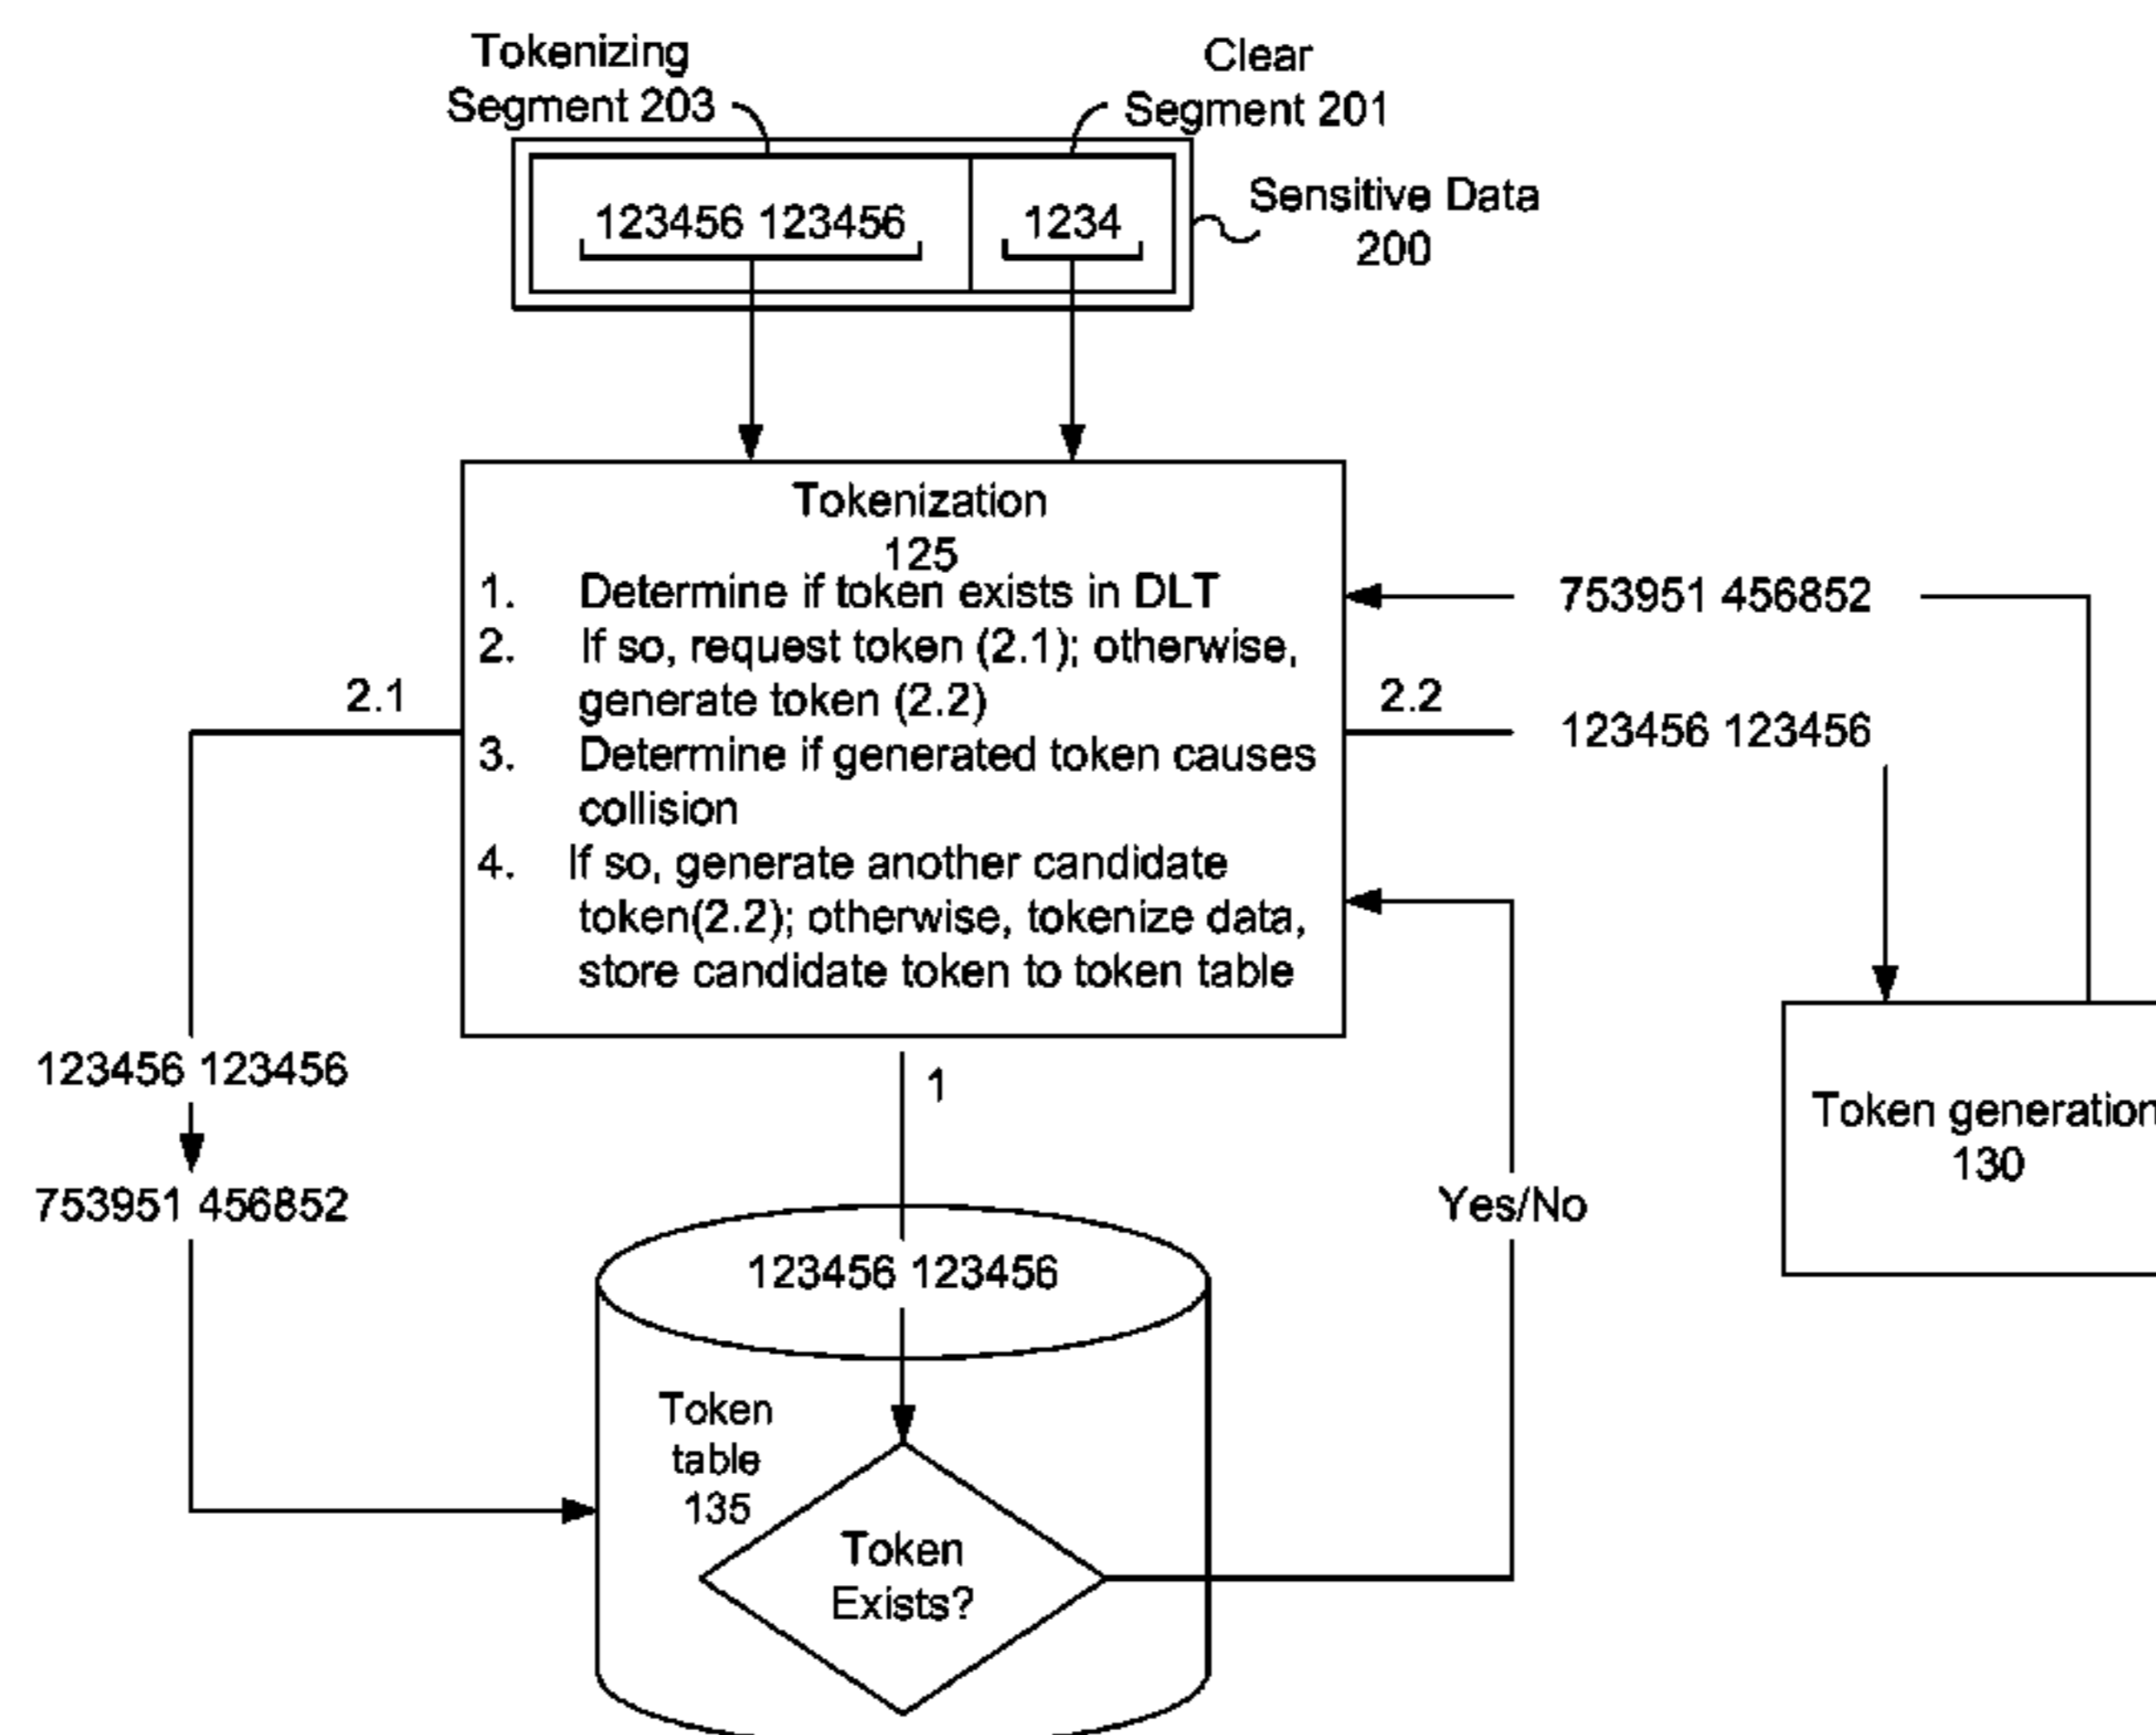 Tokenizing
Segment 203
Clear
Segment 201
123456 123456
1234
Sensitive Data
200
Tokenization
125
1. Determine if token exists in DLT
2. If so, request token (2.1); otherwise,
generate token (2.2)
3. Determine if generated token causes
collision
4. If so, generate another candidate
token(2.2); otherwise, tokenize data,
store candidate token to token table
753951 456852
2.1
2.2
123456 123456
123456 123456
1
753951 456852
Token generation
130
Yes/No
123456 123456
Token
table
135
Token
Exists?